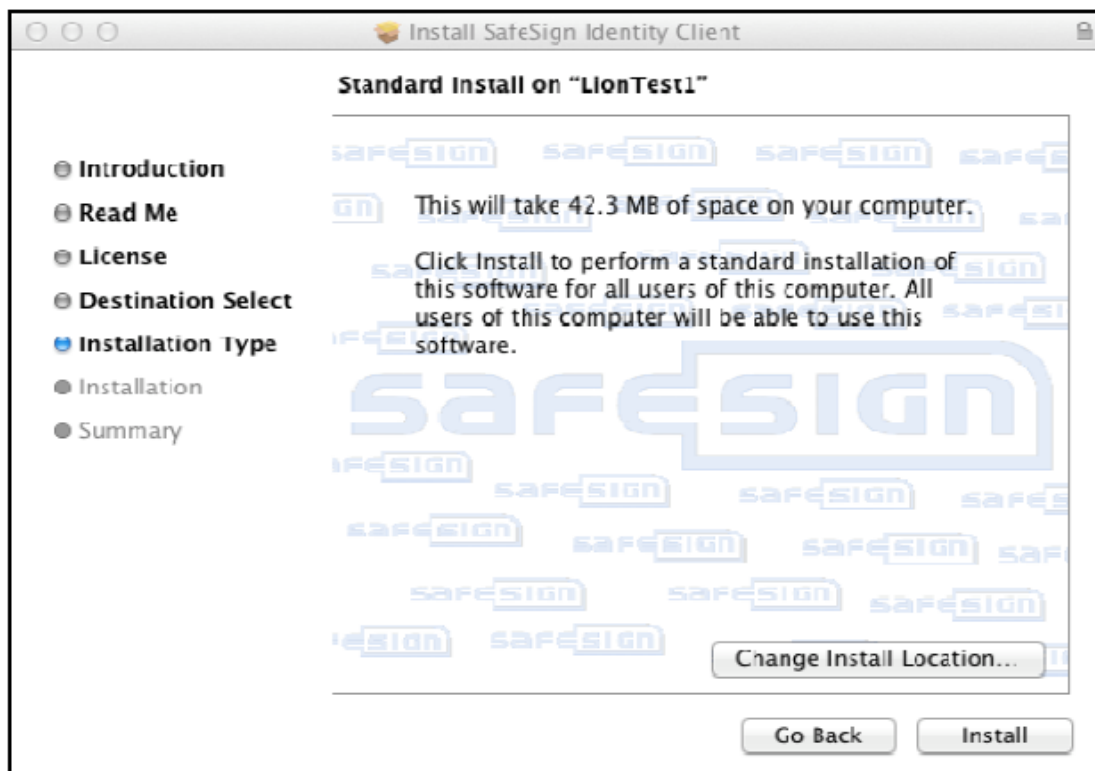 Install SafeSign Identity Client
Standard Install on "LionTest1"
Introduction
Read Me
License
Destination Select
Installation Type
Installation
Summary
This will take 42.3 MB of space on your computer.
Click Install to perform a standard installation of
this software for all users of this computer. All
users of this computer will be able to use this
software.
safesign
Change Install Location...
Go Back
Install